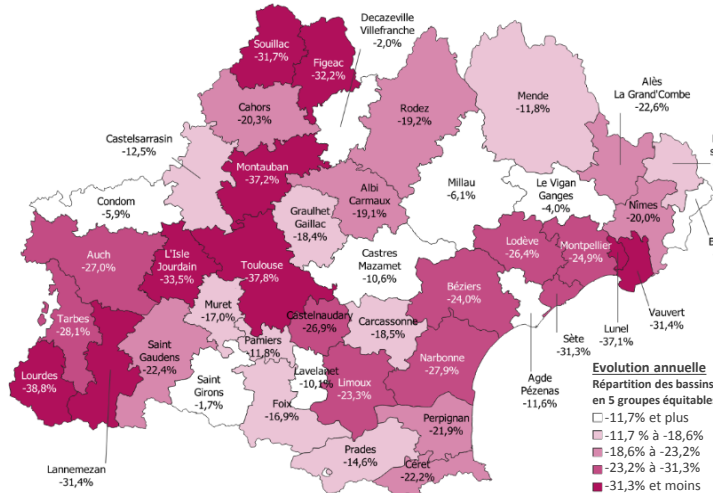 Decazeville
Villefranche
-2,0%
Souillac
-31,7%
Figeac
-32,2%
Cahors
-20,3%
Rodez
-19,2%
Mende
-11,8%
Alès
La Grand'Combe
-22,6%
Castelsarrasin
-12,5%
Montauban
-37,2%
Condom
-5,9%
Albi
Carmaux
-19,1%
Millau
-6,1%
Le Vigan
Ganges
-4,0%
Nîmes
-20,0%
Graulhet
Gaillac
-18,4%
Auch
-27,0%
L'Isle
Jourdain
-33,5%
Toulouse
-37,8%
Castres
Mazamet
-10,6%
Lodève
-26,4%
Montpellier
-24,9%
Béziers
-24,0%
Muret
-17,0%
Castelnaudary
-26,9%
Carcassonne
-18,5%
Vauvert
-31,4%
Lunel
-37,1%
Sète
-31,3%
Agde
Pézenas
-11,6%
Tarbes
-28,1%
Saint
Gaudens
-22,4%
Pamiers
-11,8%
Lavelanet
-10,1%
Narbonne
-27,9%
Lourdes
-38,8%
Saint
Girons
-1,7%
Limoux
-23,3%
Foix
-16,9%
Perpignan
-21,9%
Lannemezan
-31,4%
Prades
-14,6%
Céret
-22,2%
Evolution annuelle
Répartition des bassins
en 5 groupes équitables
-11,7% et plus
-11,7 % à -18,6%
-18,6% à -23,2%
-23,2% à -31,3%
-31,3% et moins